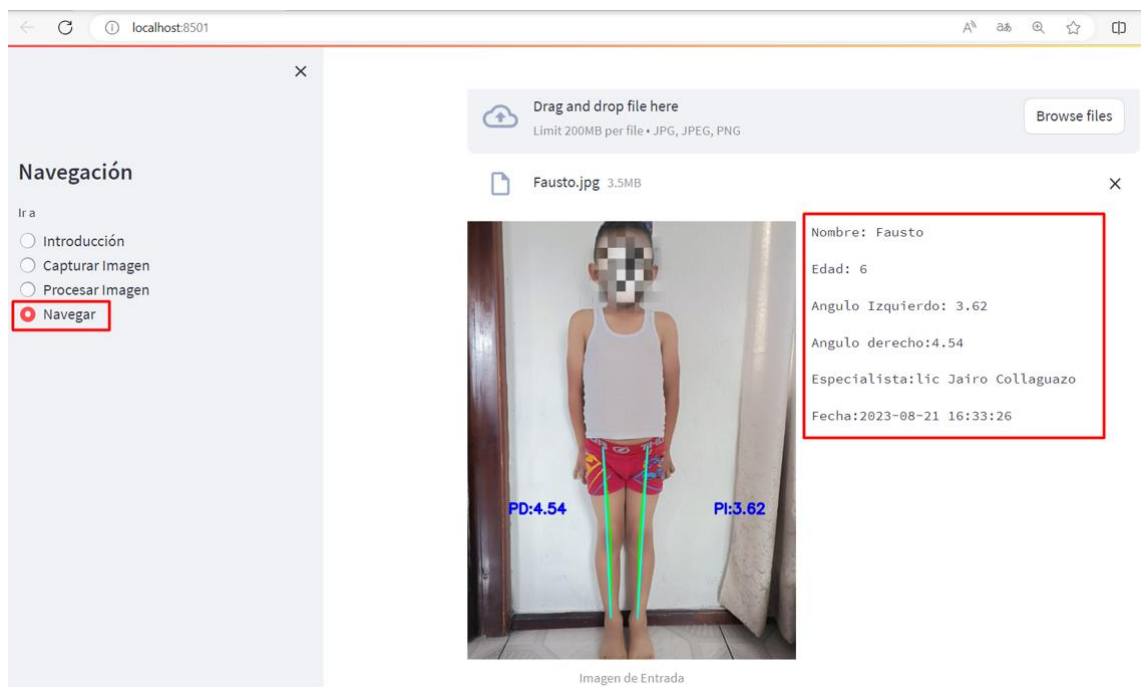 localhost:8501
Navegación
Ir a
Introducción
Capturar Imagen
Procesar Imagen
Navegar
Drag and drop file here
Limit 200MB per file • JPG, JPEG, PNG
Browse files
Fausto.jpg 3.5MB
PD:4.54
PI:3.62
Nombre: Fausto
Edad: 6
Angulo Izquierdo: 3.62
Angulo derecho:4.54
Especialista:lic Jairo Collaguazo
Fecha:2023-08-21 16:33:26
Imagen de Entrada